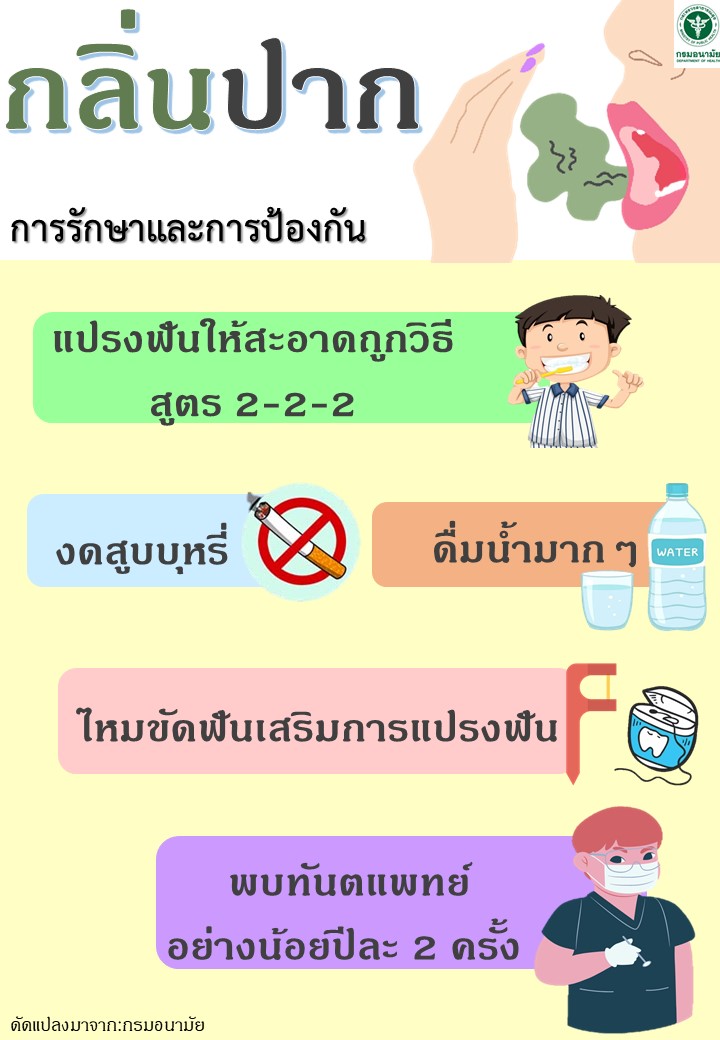 กลิ่นปาก
กรมอนามัย
DEPARTMENT OF HEALTH
การรักษาและการป้องกัน
แปรงฟันให้สะอาดถูกวิธี
สูตร 2-2-2
งดสูบบุหรี่
ดื่มน้ำมาก ๆ
WATER
ไหมขัดฟันเสริมการแปรงฟัน
พบทันตแพทย์
อย่างน้อยปีละ 2 ครั้ง
ดัดแปลงมาจาก:กรมอนามัย